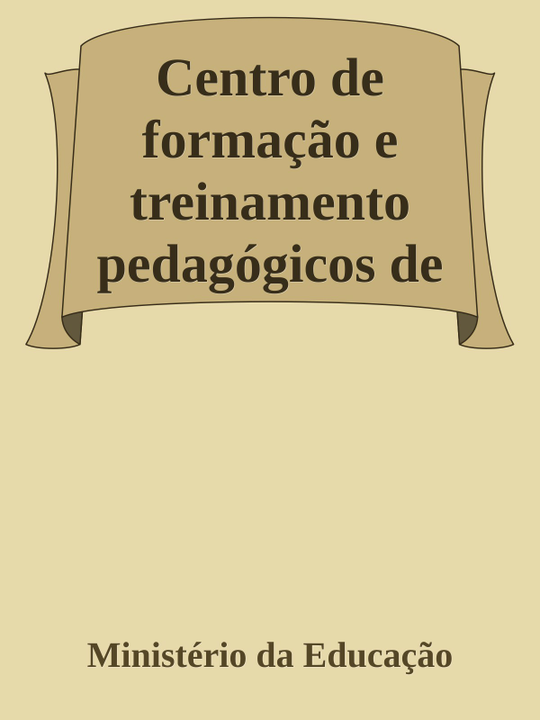 Centro de
formação e
treinamento
pedagógicos de
Ministério da Educação